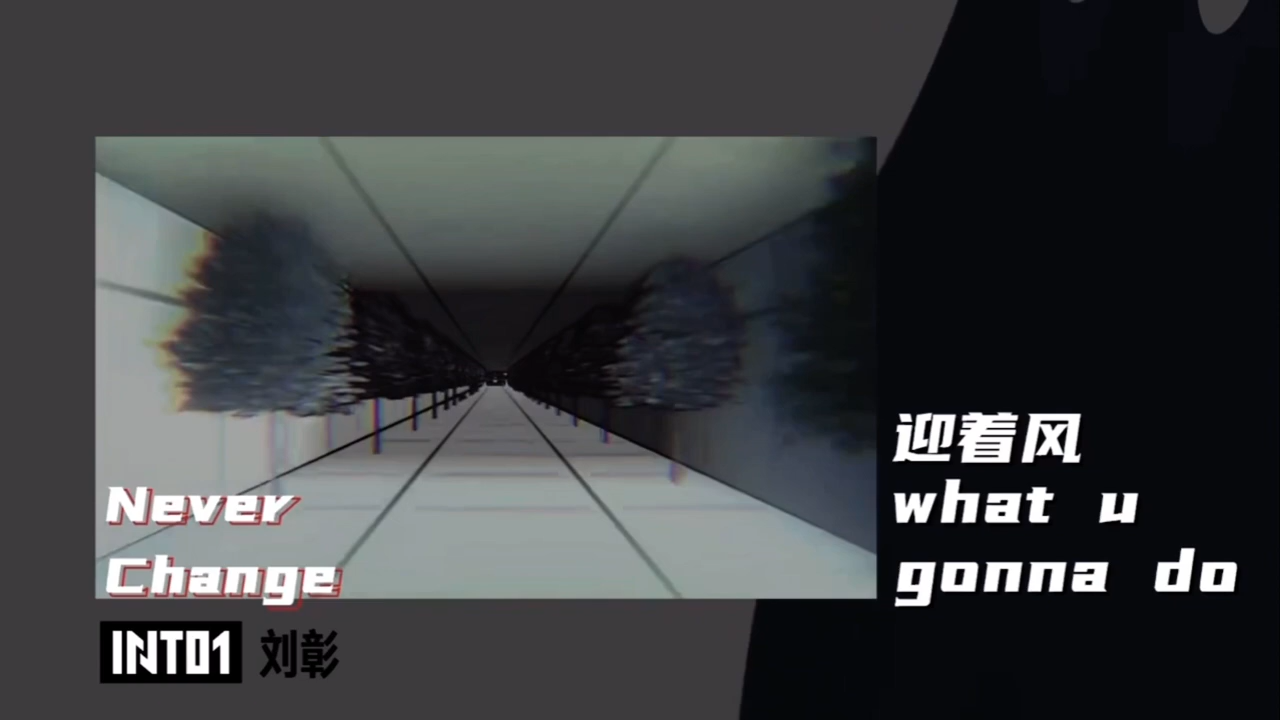 Never
Change
INTO1 刘彰
迎着风
what u
gonna do